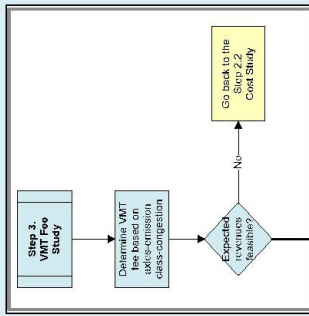 Step 3.
VMT Fee
Study
Determine VMT
fee based on
axles-emission
class-congestion
Expected
revenues
feasible?
No
Go back to the
Step 2.2
Cost Study